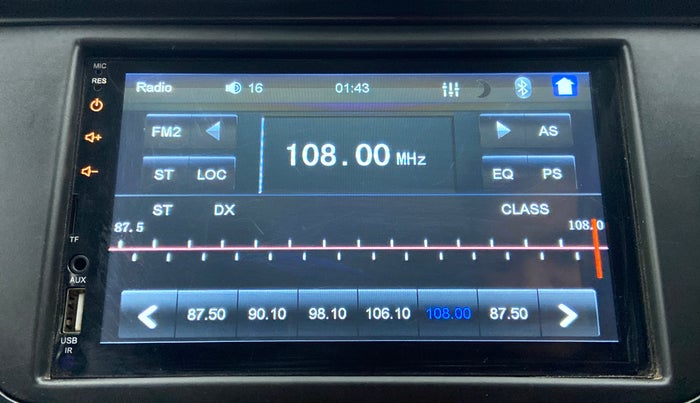 MIC
RES
Radio 16 01:43
FM2 AS
108.00 MHz
ST LOC EQ PS
ST DX CLASS
87.5 108.0
TF
AUX
87.50 90.10 98.10 106.10 108.00 87.50
USB
IR